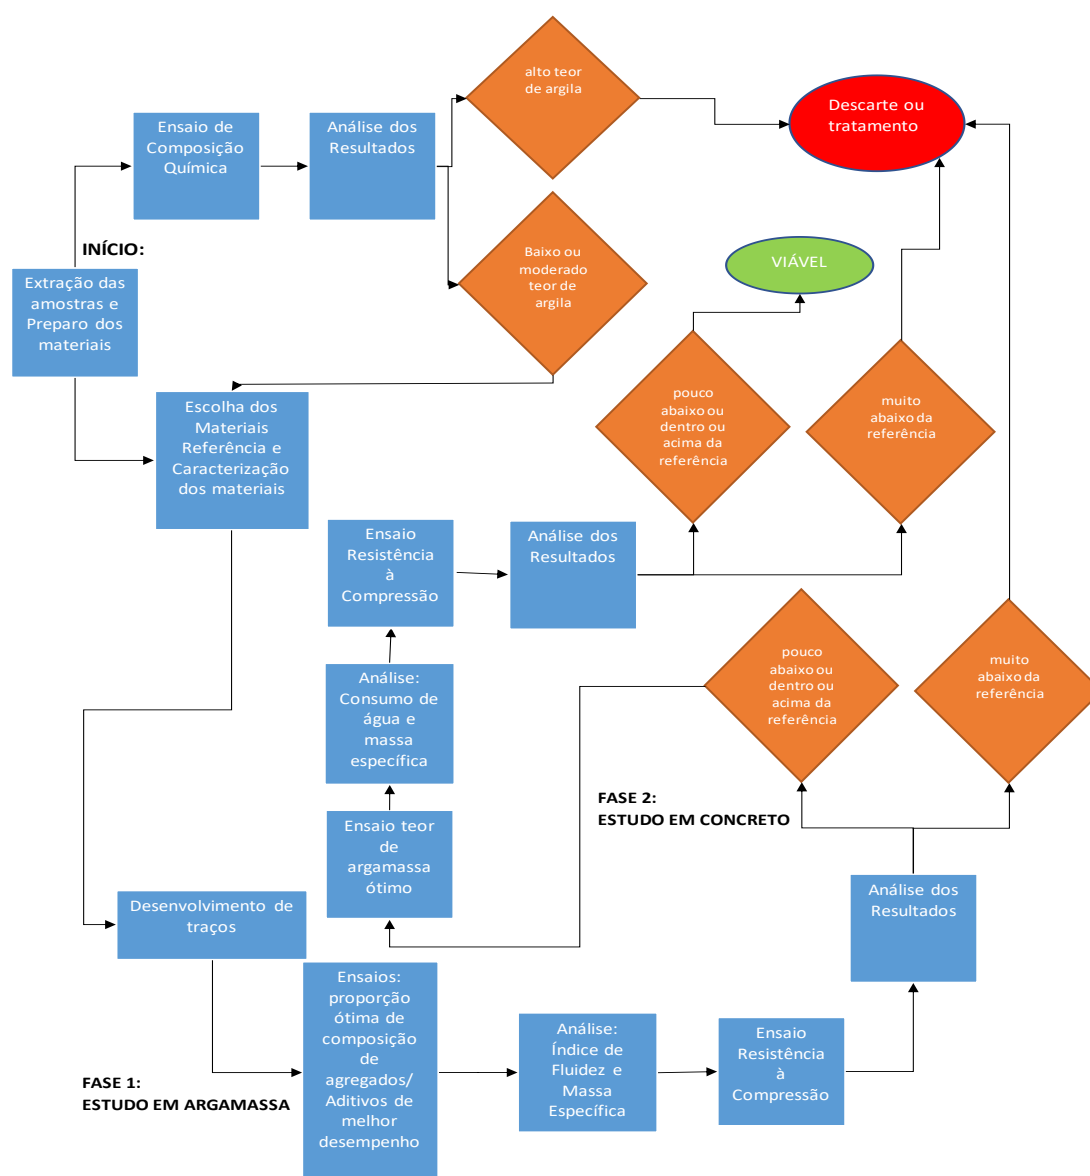 alto teor
de argila
Descarte ou
tratamento
Ensaio de
Composição
Química
Análise dos
Resultados
INÍCIO:
Extração das
amostras e
Preparo dos
materiais
Baixo ou
moderado
teor de
argila
VIÁVEL
Escolha dos
Materiais
Referência e
Caracterização
dos materiais
pouco
abaixo ou
dentro ou
acima da
referência
muito
abaixo da
referência
Ensaio
Resistência
à
Compressão
Análise dos
Resultados
Análise:
Consumo de
água e
massa
específica
pouco
abaixo ou
dentro ou
acima da
referência
muito
abaixo da
referência
Ensaio teor
de
argamassa
ótimo
FASE 2:
ESTUDO EM CONCRETO
Desenvolvimento de
traços
Análise dos
Resultados
FASE 1:
ESTUDO EM ARGAMASSA
Ensaios:
proporção
ótima de
composição
de
agregados/
Aditivos de
melhor
desempenho
Análise:
Índice de
Fluidez e
Massa
Específica
Ensaio
Resistência
à
Compressão